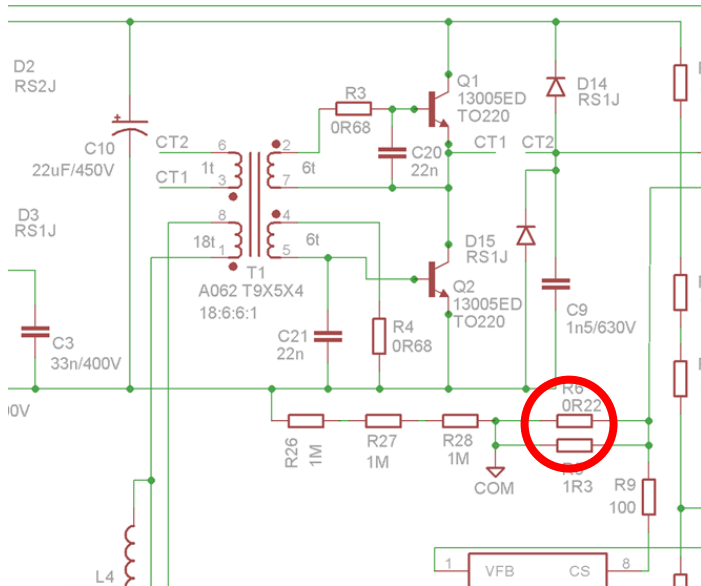 D2
RS2J
C10
22uF/450V
D3
RS1J
C3
33n/400V
00V
CT2
CT1
6
1t
3
8
18t
1
2
6t
7
4
6t
5
T1
A062 T9X5X4
18:6:6:1
R3
0R68
C20
22n
Q1
13005ED
TO220
CT1
CT2
D14
RS1J
D15
RS1J
Q2
13005ED
TO220
C9
1n5/630V
C21
22n
R4
0R68
R26
1M
R27
1M
R28
1M
COM
R6
0R22
1R3
R9
100
L4
1
VFB
CS
8